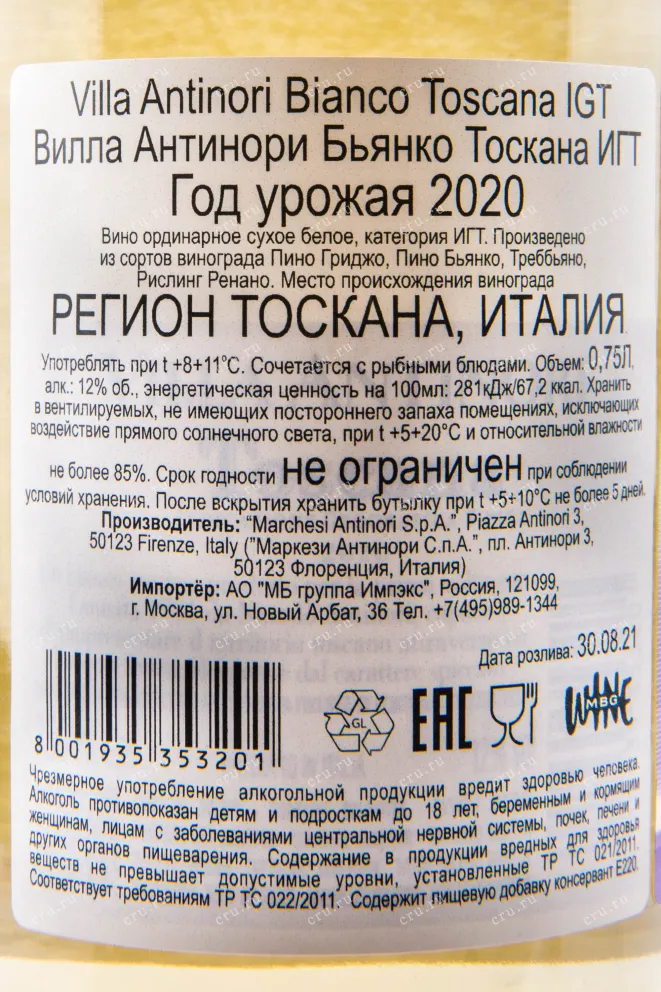 Villa Antinori Bianco Toscana IGT
Вилла Антинори Бьянко Тоскана ИГТ
Год урожая 2020
Вино ординарное сухое белое, категория ИГТ. Произведено
из сортов винограда Пино Гриджо, Пино Бьянко, Треббьяно,
Рислинг Ренано. Место происхождения винограда
РЕГИОН ТОСКАНА, ИТАЛИЯ
Употреблять при t +8+11°С. Сочетается с рыбными блюдами. Объем: 0,75Л,
алк.: 12% об., энергетическая ценность на 100мл: 281кДж/67,2 ккал. Хранить
в вентилируемых, не имеющих постороннего запаха помещениях, исключающих
воздействие прямого солнечного света, при t +5+20°С и относительной влажности
не более 85%. Срок годности не ограничен при соблюдении
условий хранения. После вскрытия хранить бутылку при t +5+10°С не более 5 дней.
Производитель: “Marchesi Antinori S.p.A.”, Piazza Antinori 3,
50123 Firenze, Italy ("Маркези Антинори С.п.А.", пл. Антинори 3,
50123 Флоренция, Италия)
Импортёр: АО "МБ группа Импэкс", Россия, 121099,
г. Москва, ул. Новый Арбат, 36 Тел. +7(495)989-1344
Дата розлива: 30.08.21
GL
EAC
WINE
MBG
8 001935 353201
Чрезмерное употребление алкогольной продукции вредит здоровью человека.
Алкоголь противопоказан детям и подросткам до 18 лет, беременным и кормящим
женщинам, лицам с заболеваниями центральной нервной системы, почек, печени и
других органов пищеварения. Содержание в продукции вредных для здоровья
веществ не превышает допустимые уровни, установленные ТР ТС 021/2011.
Соответствует требованиям ТР ТС 022/2011. Содержит пищевую добавку консервант Е220.